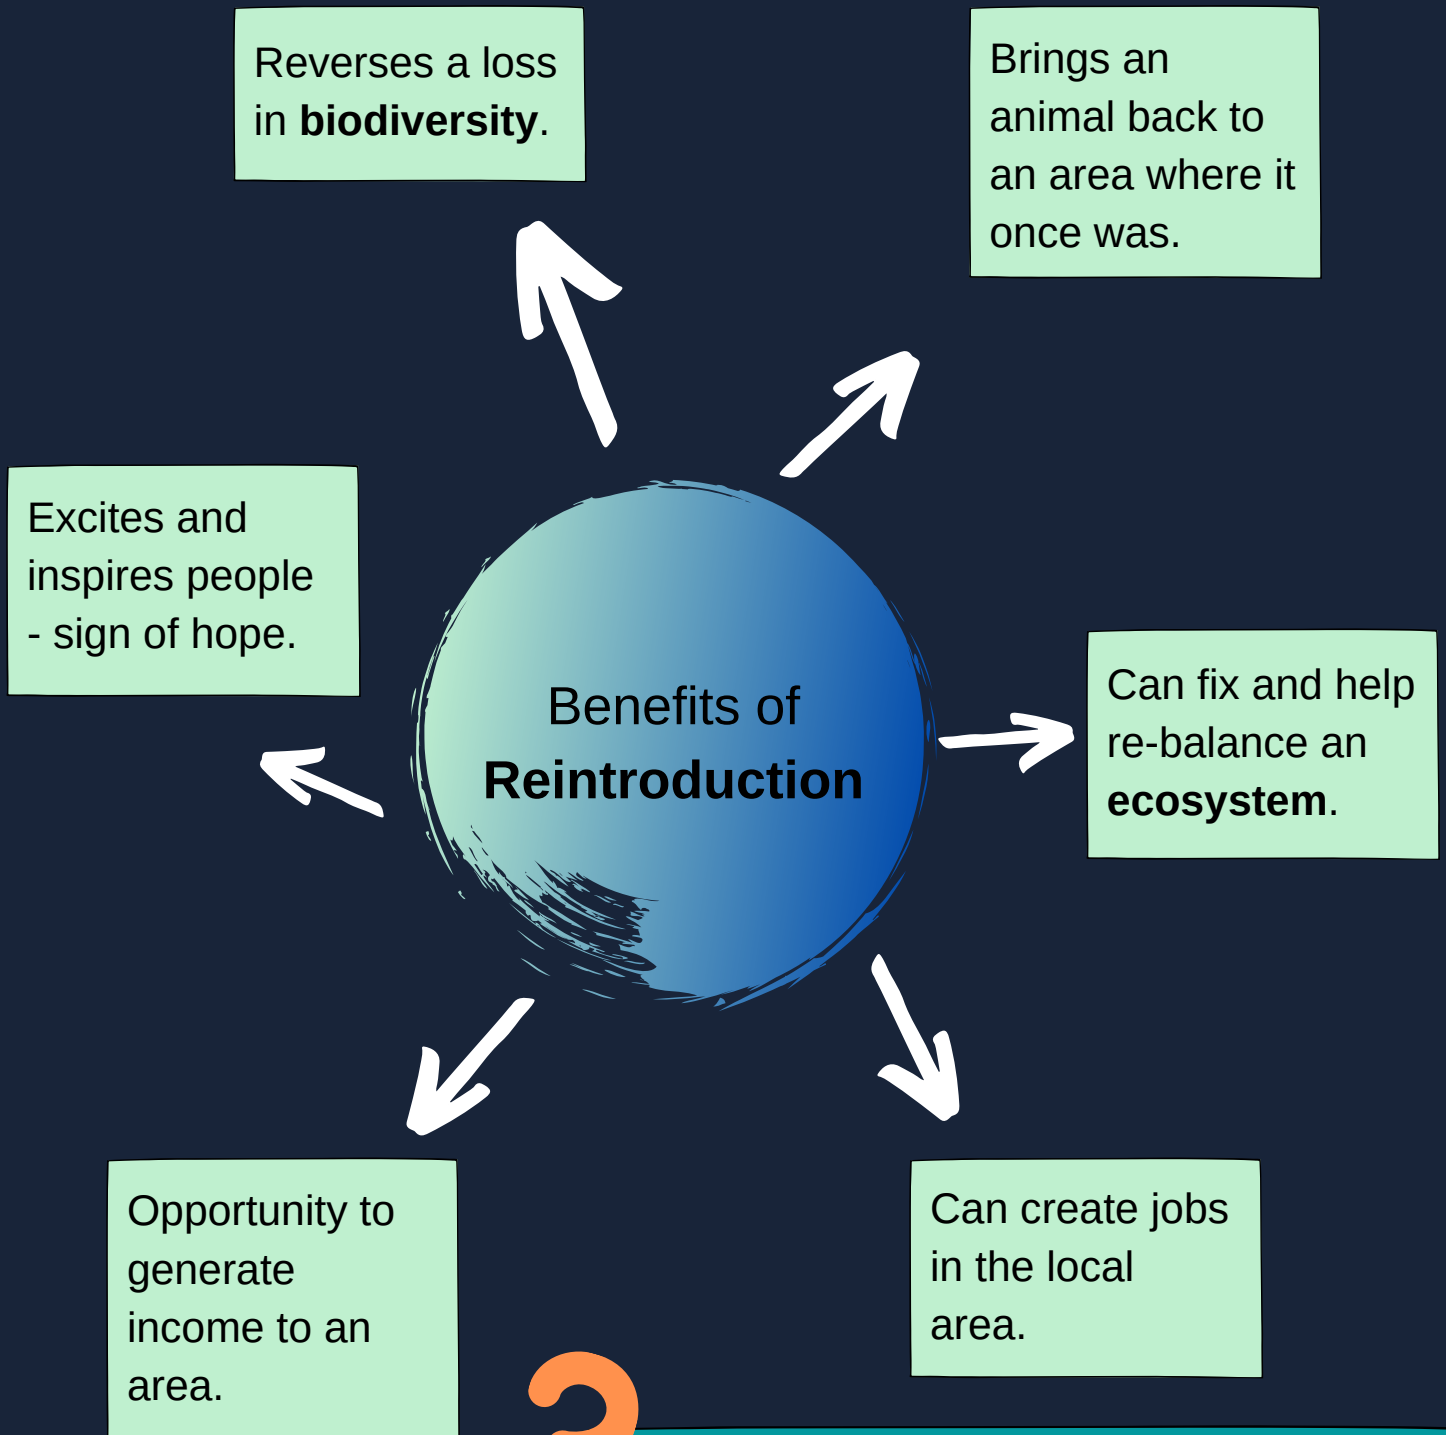 Reverses a loss
in biodiversity.
Brings an
animal back to
an area where it
once was.
Excites and
inspires people
- sign of hope.
Benefits of
Reintroduction
Can fix and help
re-balance an
ecosystem.
Opportunity to
generate
income to an
area.
Can create jobs
in the local
area.